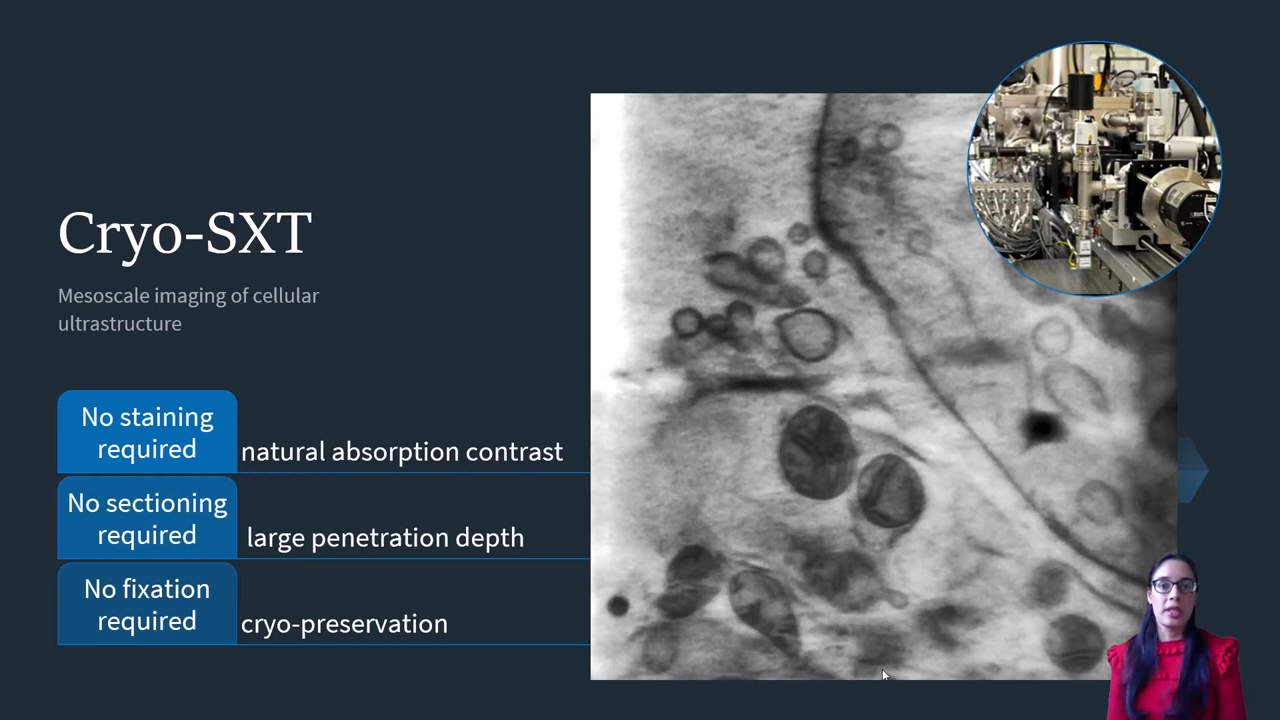 Cryo-SXT
Mesoscale imaging of cellular
ultrastructure
No staining
required
natural absorption contrast
No sectioning
required
large penetration depth
No fixation
required
cryo-preservation